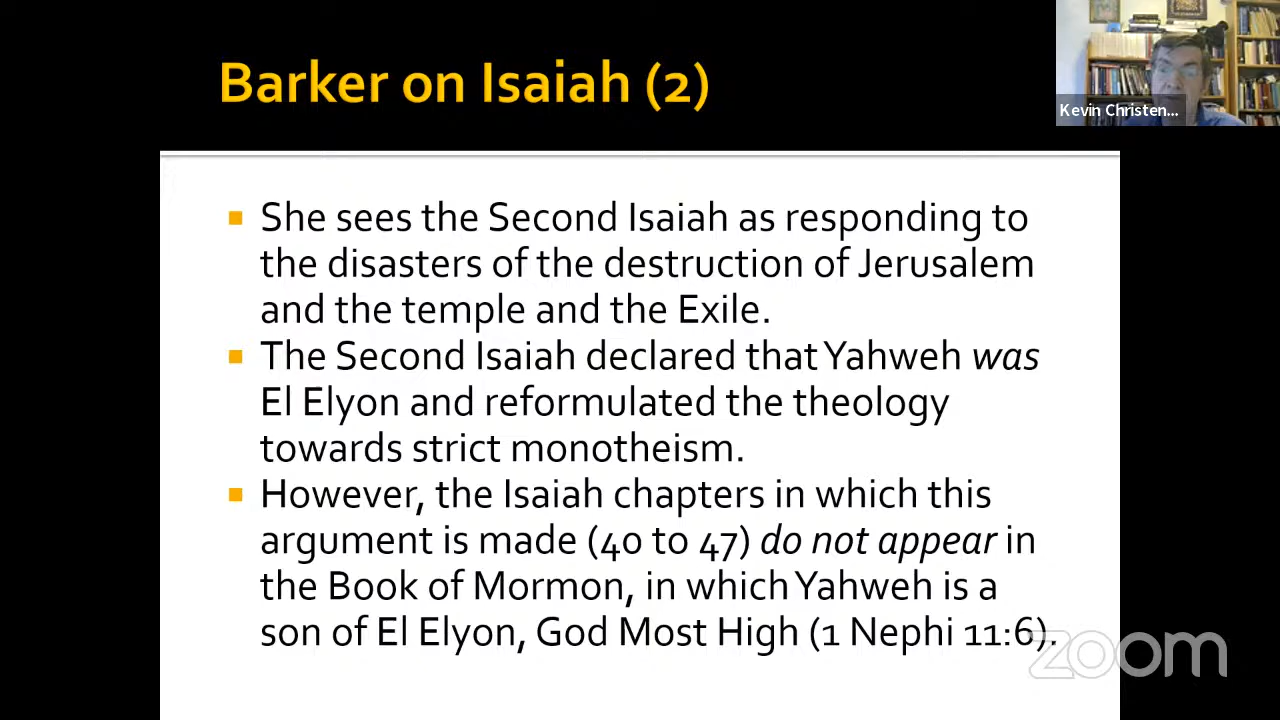 Barker on Isaiah (2)
Kevin Christen...
She sees the Second Isaiah as responding to
the disasters of the destruction of Jerusalem
and the temple and the Exile.
The Second Isaiah declared that Yahweh was
El Elyon and reformulated the theology
towards strict monotheism.
However, the Isaiah chapters in which this
argument is made (40 to 47) do not appear in
the Book of Mormon, in which Yahweh is a
son of El Elyon, God Most High (1 Nephi 11:6).
zoom